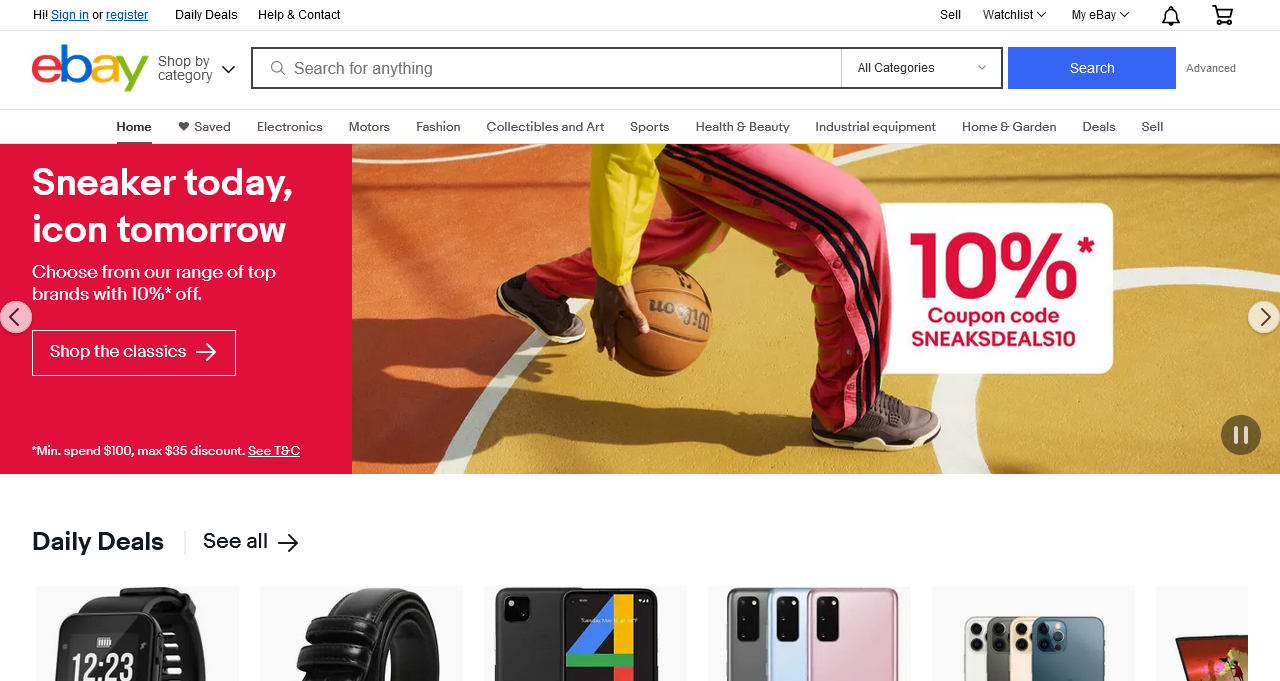 Hi! Sign in or register
Daily Deals
Help & Contact
Sell
Watchlist
My eBay
ebay
Shop by
category
Search for anything
All Categories
Search
Advanced
Home
Saved
Electronics
Motors
Fashion
Collectibles and Art
Sports
Health & Beauty
Industrial equipment
Home & Garden
Deals
Sell
Sneaker today,
icon tomorrow
Choose from our range of top
brands with 10%* off.
Shop the classics
*Min. spend $100, max $35 discount. See T&C
Wilson
10%*
Coupon code
SNEAKSDEALS10
Daily Deals
See all
12:23